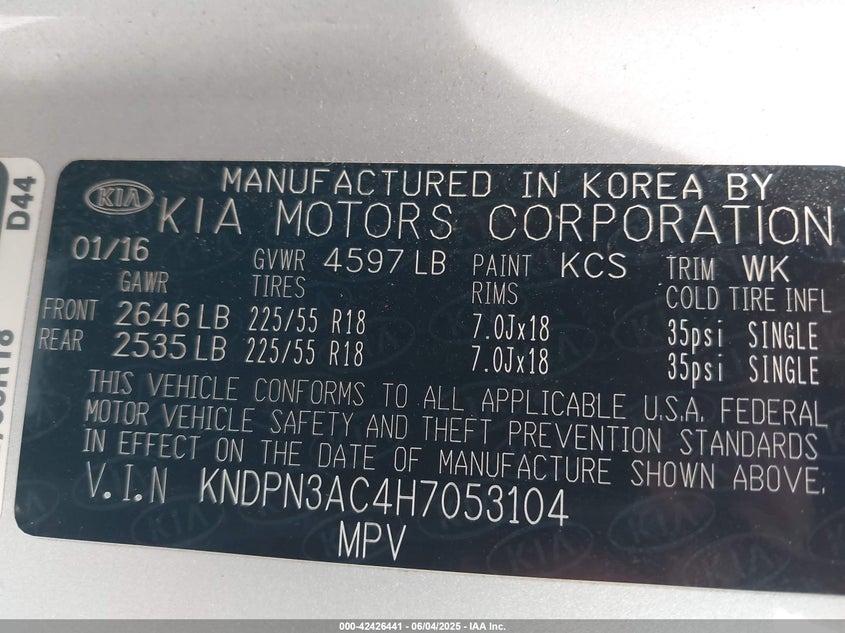 MANUFACTURED IN KOREA BY
KIA KIA MOTORS CORPORATION
01/16 GVWR 4597 LB PAINT KCS TRIM WK
GAWR TIRES RIMS COLD TIRE INFL
FRONT 2646 LB 225/55 R18 7.0Jx18 35psi SINGLE
REAR 2535 LB 225/55 R18 7.0Jx18 35psi SINGLE
THIS VEHICLE CONFORMS TO ALL APPLICABLE U.S.A. FEDERAL
MOTOR VEHICLE SAFETY AND THEFT PREVENTION STANDARDS
IN EFFECT ON THE DATE OF MANUFACTURE SHOWN ABOVE.
V.I.N KNDPN3AC4H7053104
MPV
D44
000-42426441 - 06/04/2025 - IAA Inc.